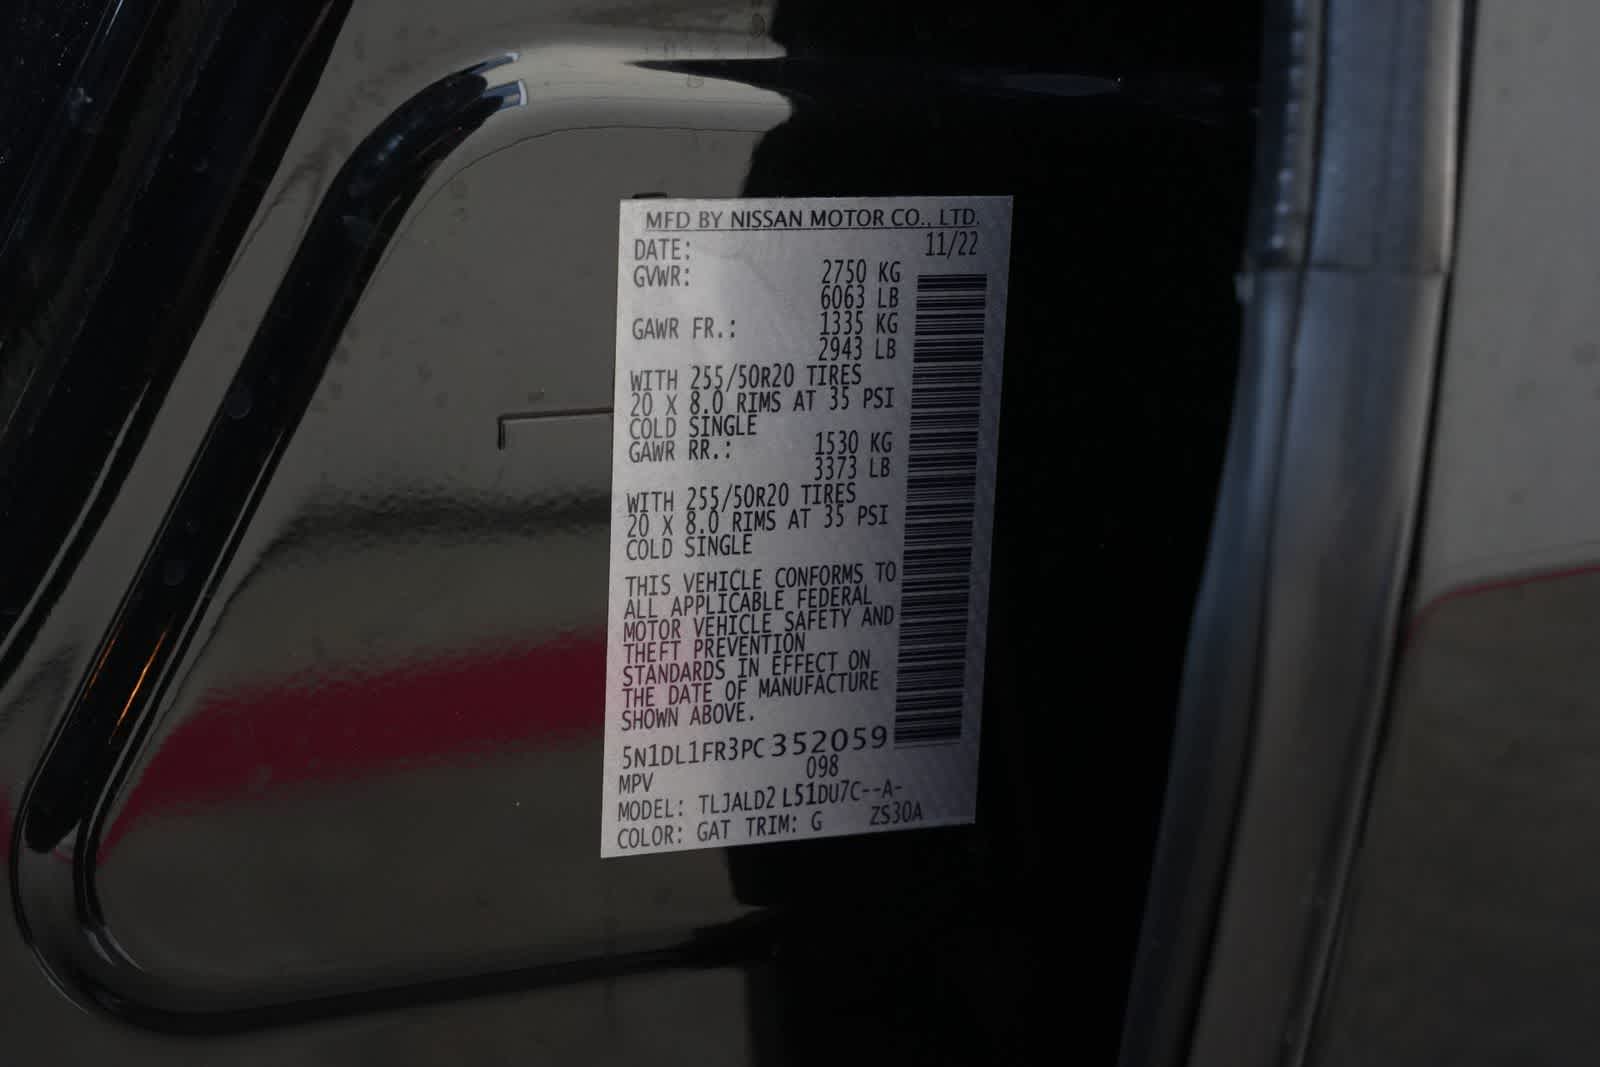 MFD BY NISSAN MOTOR CO., LTD.
DATE: 11/22
GVWR: 2750 KG
6063 LB
GAWR FR.: 1335 KG
2943 LB
WITH 255/50R20 TIRES
20 X 8.0 RIMS AT 35 PSI
COLD SINGLE
GAWR RR.: 1530 KG
3373 LB
WITH 255/50R20 TIRES
20 X 8.0 RIMS AT 35 PSI
COLD SINGLE
THIS VEHICLE CONFORMS TO
ALL APPLICABLE FEDERAL
MOTOR VEHICLE SAFETY AND
THEFT PREVENTION
STANDARDS IN EFFECT ON
THE DATE OF MANUFACTURE
SHOWN ABOVE.
5N1DL1FR3PC352059
MPV 098
MODEL: TLJALD2 L51DU7C--A-
COLOR: GAT TRIM: G ZS30A